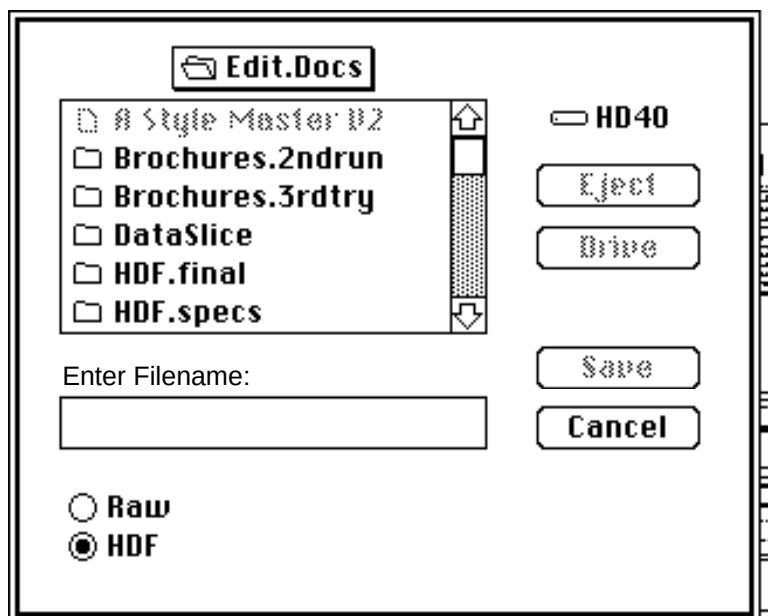 Edit.Docs
A Style Master V2
Brochures.2ndrun
Brochures.3rdtry
DataSlice
HDF.final
HDF.specs
HD40
Eject
Drive
Save
Cancel
Enter Filename:
Raw
HDF